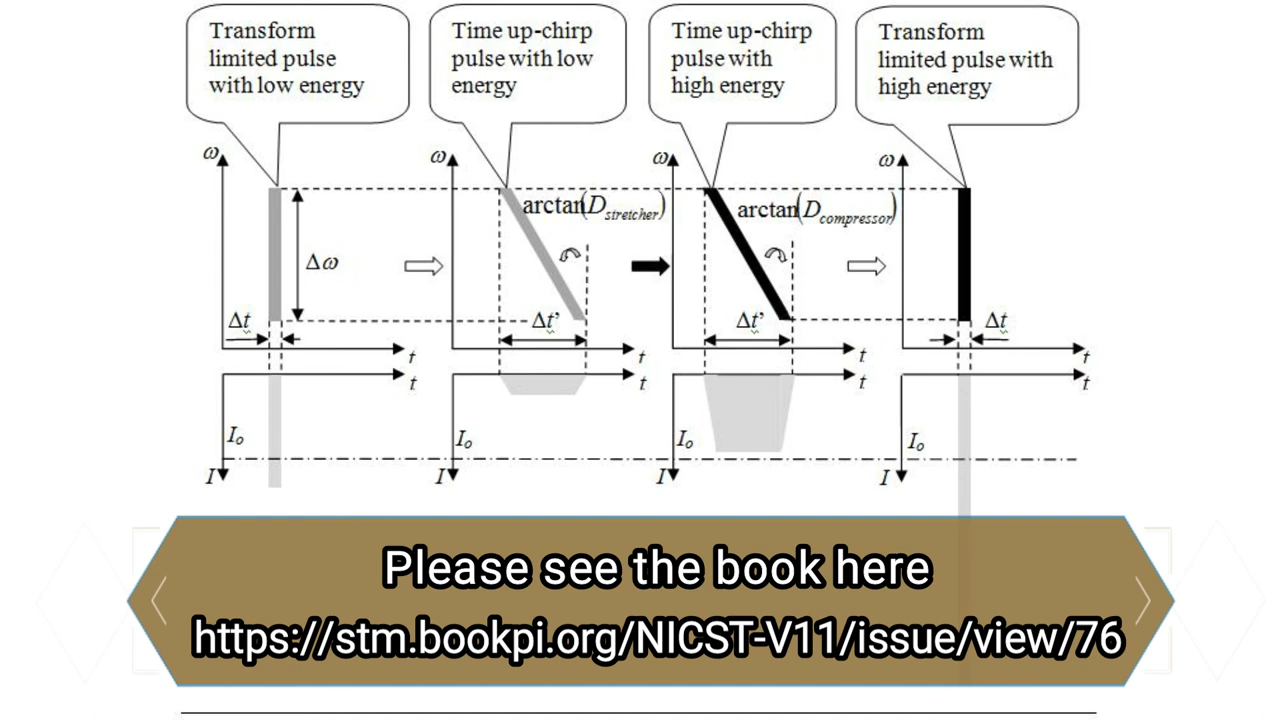 Transform
limited pulse
with low energy
Time up-chirp
pulse with low
energy
Time up-chirp
pulse with
high energy
Transform
limited pulse with
high energy
ω
ω
ω
ω
arctan(D_stretcher)
arctan(D_compressor)
Δω
Δt
Δt’
Δt’
Δt
t
t
t
t
t
t
t
t
I_o
I_o
I_o
I_o
I
I
I
I
Please see the book here
https://stm.bookpi.org/NICST-V11/issue/view/76